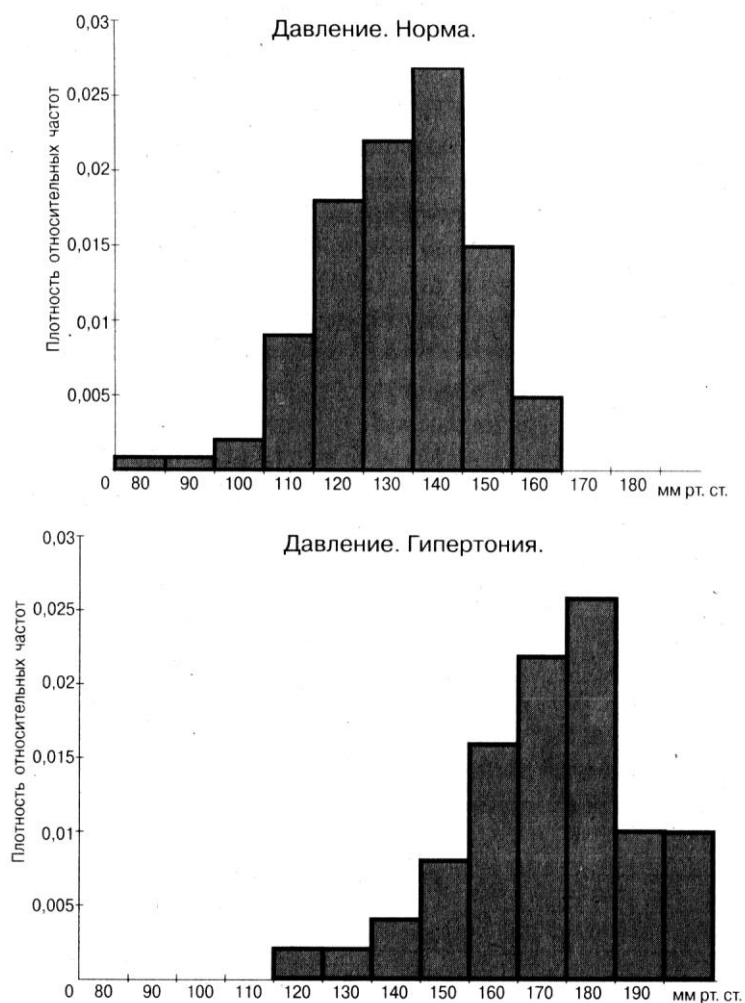 Давление. Норма.
Плотность относительных частот
0,03
0,025
0,02
0,015
0,01
0,005
0 80 90 100 110 120 130 140 150 160 170 180 мм рт. ст.
Давление. Гипертония.
Плотность относительных частот
0,03
0,025
0,02
0,015
0,01
0,005
0 80 90 100 110 120 130 140 150 160 170 180 190 мм рт. ст.